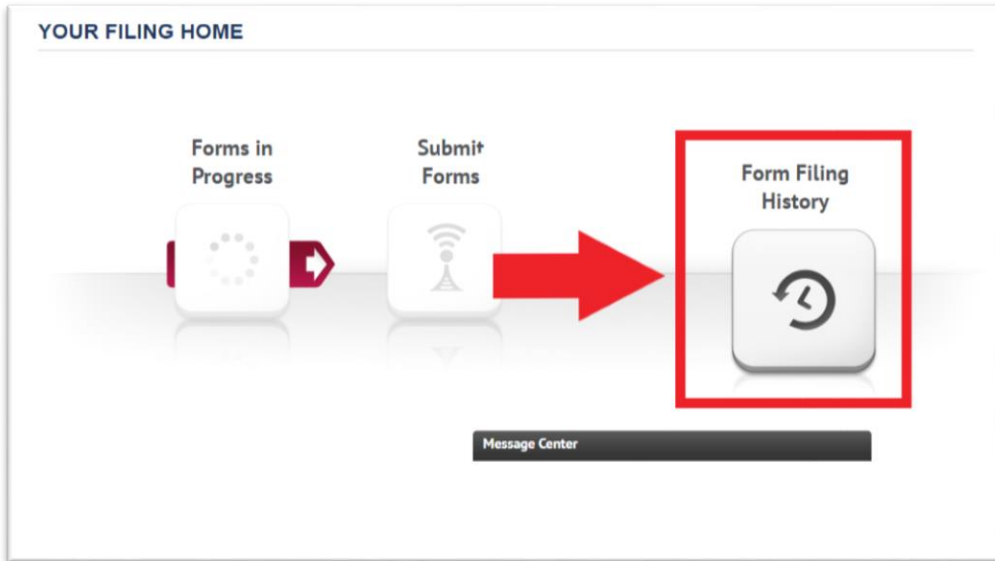 YOUR FILING HOME
Forms in
Progress
Submit
Forms
Form Filing
History
Message Center